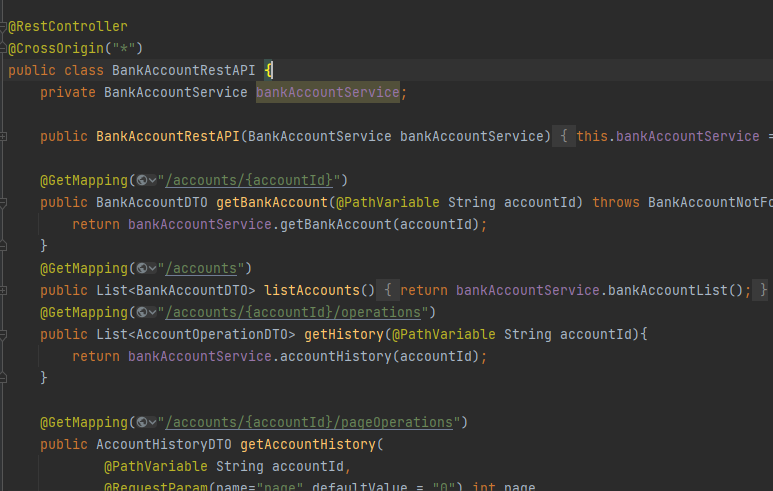 @RestController
@CrossOrigin("*")
public class BankAccountRestAPI {
private BankAccountService bankAccountService;
public BankAccountRestAPI(BankAccountService bankAccountService) { this.bankAccountService =
@GetMapping("/accounts/{accountId}")
public BankAccountDTO getBankAccount(@PathVariable String accountId) throws BankAccountNotFo
return bankAccountService.getBankAccount(accountId);
}
@GetMapping("/accounts")
public List<BankAccountDTO> listAccounts() { return bankAccountService.bankAccountList(); }
@GetMapping("/accounts/{accountId}/operations")
public List<AccountOperationDTO> getHistory(@PathVariable String accountId){
return bankAccountService.accountHistory(accountId);
}
@GetMapping("/accounts/{accountId}/pageOperations")
public AccountHistoryDTO getAccountHistory(
@PathVariable String accountId,
@RequestParam(name="page",defaultValue = "0") int page